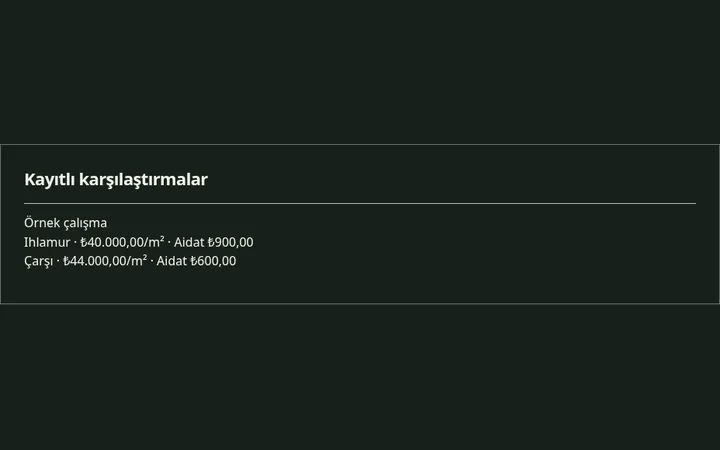 Kayıtlı karşılaştırmalar
Örnek çalışma
Ihlamur · ₺40.000,00/m² · Aidat ₺900,00
Çarşı · ₺44.000,00/m² · Aidat ₺600,00